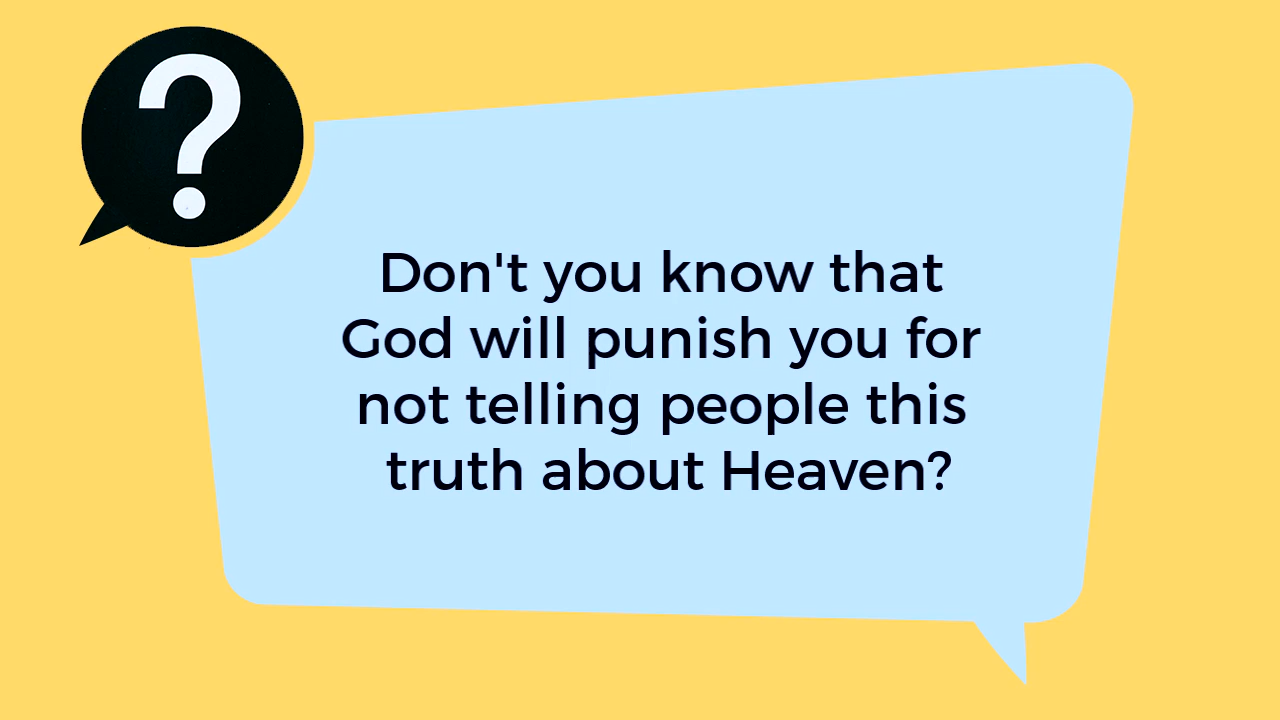 ?
Don't you know that
God will punish you for
not telling people this
truth about Heaven?